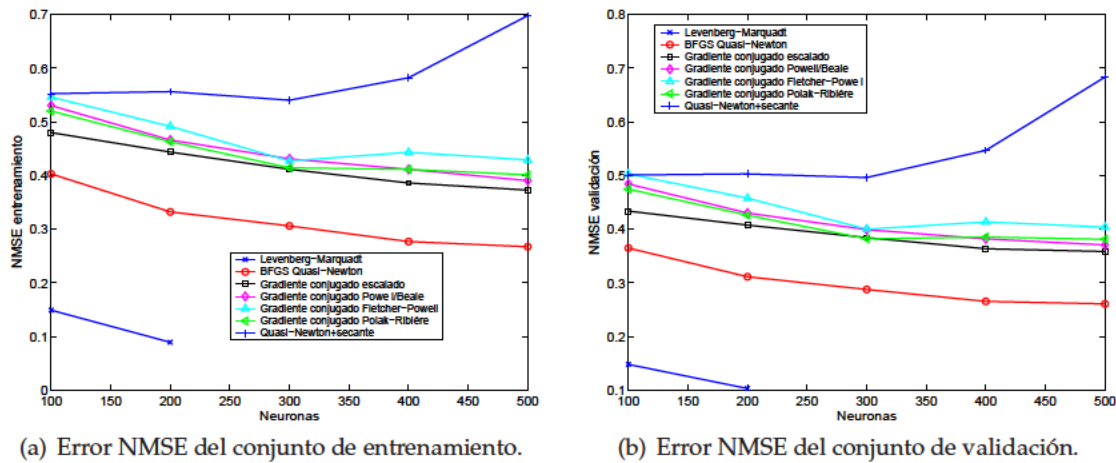 0.7
0.6
0.5
0.4
0.3
0.2
0.1
0
NMSE entrenamiento
Levenberg-Marquadt
BFGS Quasi-Newton
Gradiente conjugado escalado
Gradiente conjugado Powe l/Beale
Gradiente conjugado Fletcher-Powell
Gradiente conjugado Polak-Ribiére
Quasi-Newton+secante
100 150 200 250 300 350 400 450 500
Neuronas
(a) Error NMSE del conjunto de entrenamiento.
0.8
0.7
0.6
0.5
0.4
0.3
0.2
0.1
NMSE validación
Levenberg-Marquadt
BFGS Quasi-Newton
Gradiente conjugado escalado
Gradiente conjugado Powell/Beale
Gradiente conjugado Fletcher-Powe l
Gradiente conjugado Polak-Ribiére
Quasi-Newton+secante
100 150 200 250 300 350 400 450 500
Neuronas
(b) Error NMSE del conjunto de validación.